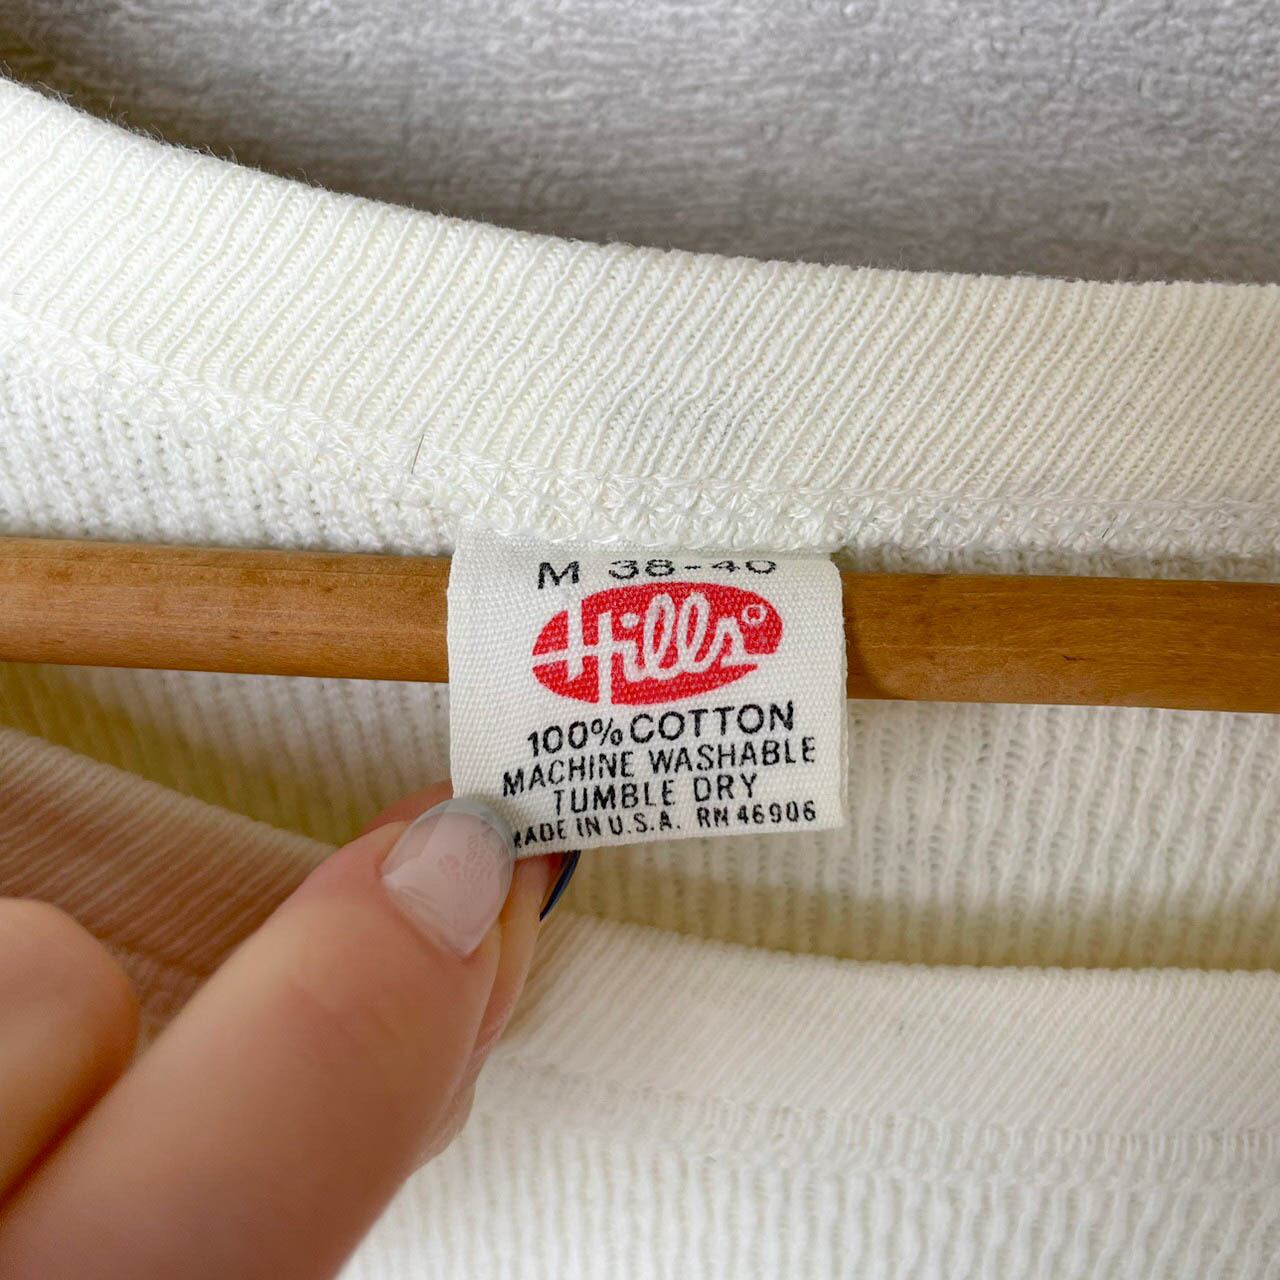 M 38-40
Hills®
100% COTTON
MACHINE WASHABLE
TUMBLE DRY
MADE IN U.S.A. RN 46906